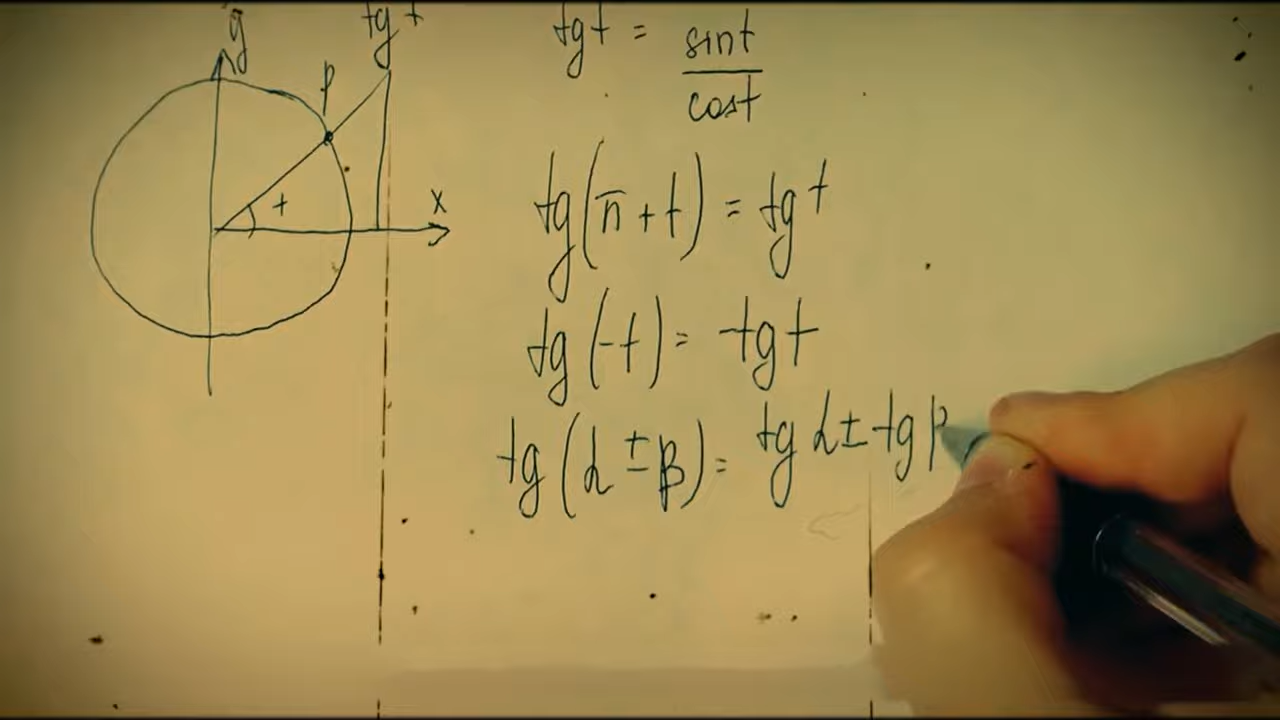 y
tg t
P
t
x
tg t = sin t / cos t
tg(π + t) = tg t
tg(-t) = -tg t
tg(α ± β) = tg α ± tg β